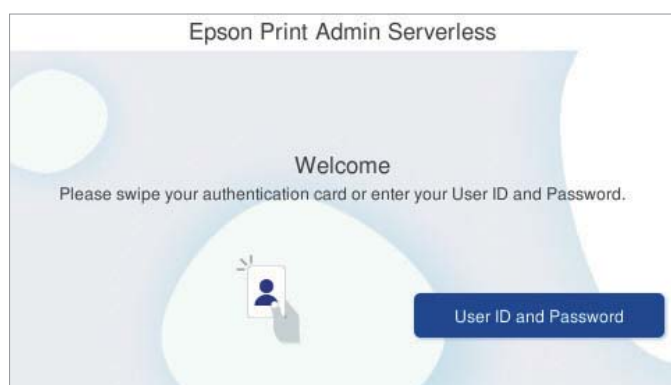 Epson Print Admin Serverless
Welcome
Please swipe your authentication card or enter your User ID and Password.
User ID and Password